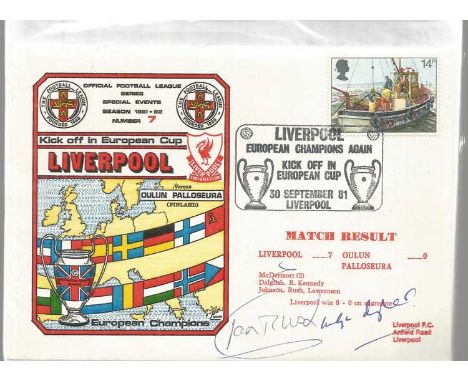 OFFICIAL FOOTBALL LEAGUE
SERIES
SPECIAL EVENTS
SEASON 1981-82
NUMBER 7
Kick off in European Cup
LIVERPOOL
Versus
OULUN PALLOSEURA
(FINLAND)
European Champions
14P
LIVERPOOL
EUROPEAN CHAMPIONS AGAIN
KICK OFF IN
EUROPEAN CUP
30 SEPTEMBER 81
LIVERPOOL
MATCH RESULT
LIVERPOOL 7 OULUN 0
PALLOSEURA
McDermott (2)
Dalglish, R. Kennedy
Johnson, Rush, Lawrenson
Liverpool win 8 - 0 on aggregate
Liverpool F.C.
Anfield Road
Liverpool